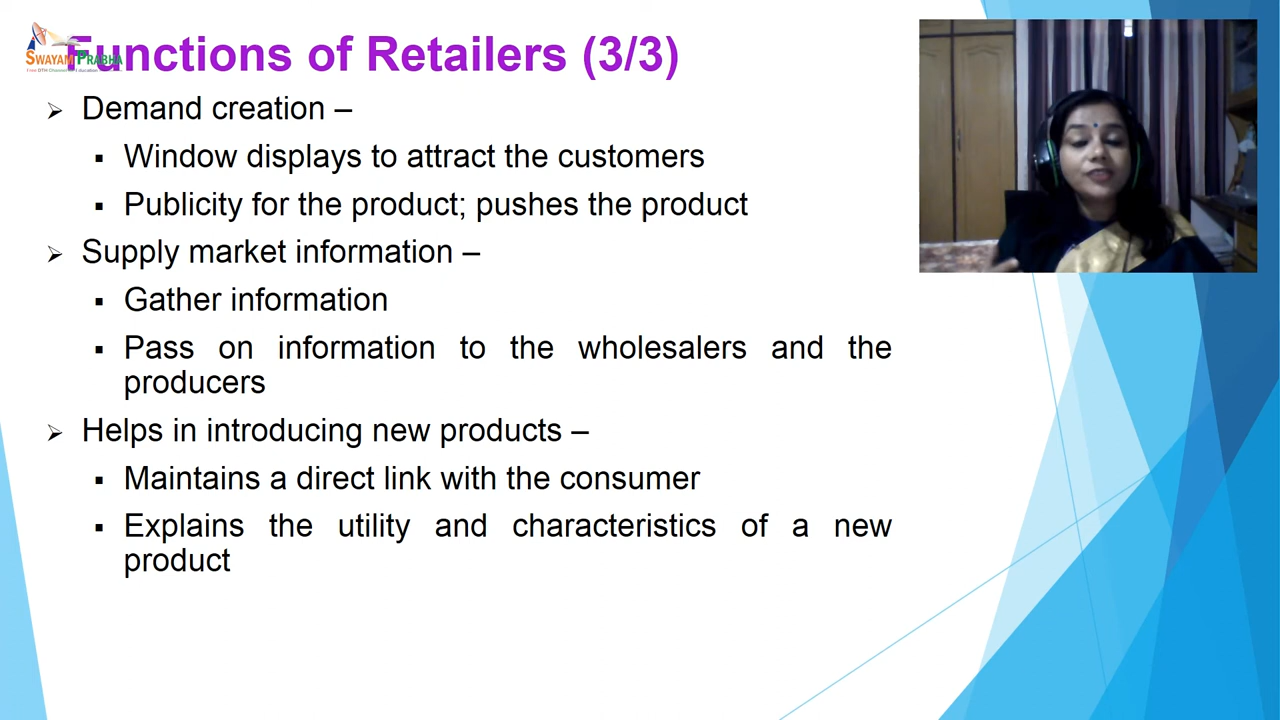 Functions of Retailers (3/3)
SWAYAM PRABHA
➢ Demand creation –
▪ Window displays to attract the customers
▪ Publicity for the product; pushes the product
➢ Supply market information –
▪ Gather information
▪ Pass on information to the wholesalers and the
producers
➢ Helps in introducing new products –
▪ Maintains a direct link with the consumer
▪ Explains the utility and characteristics of a new
product